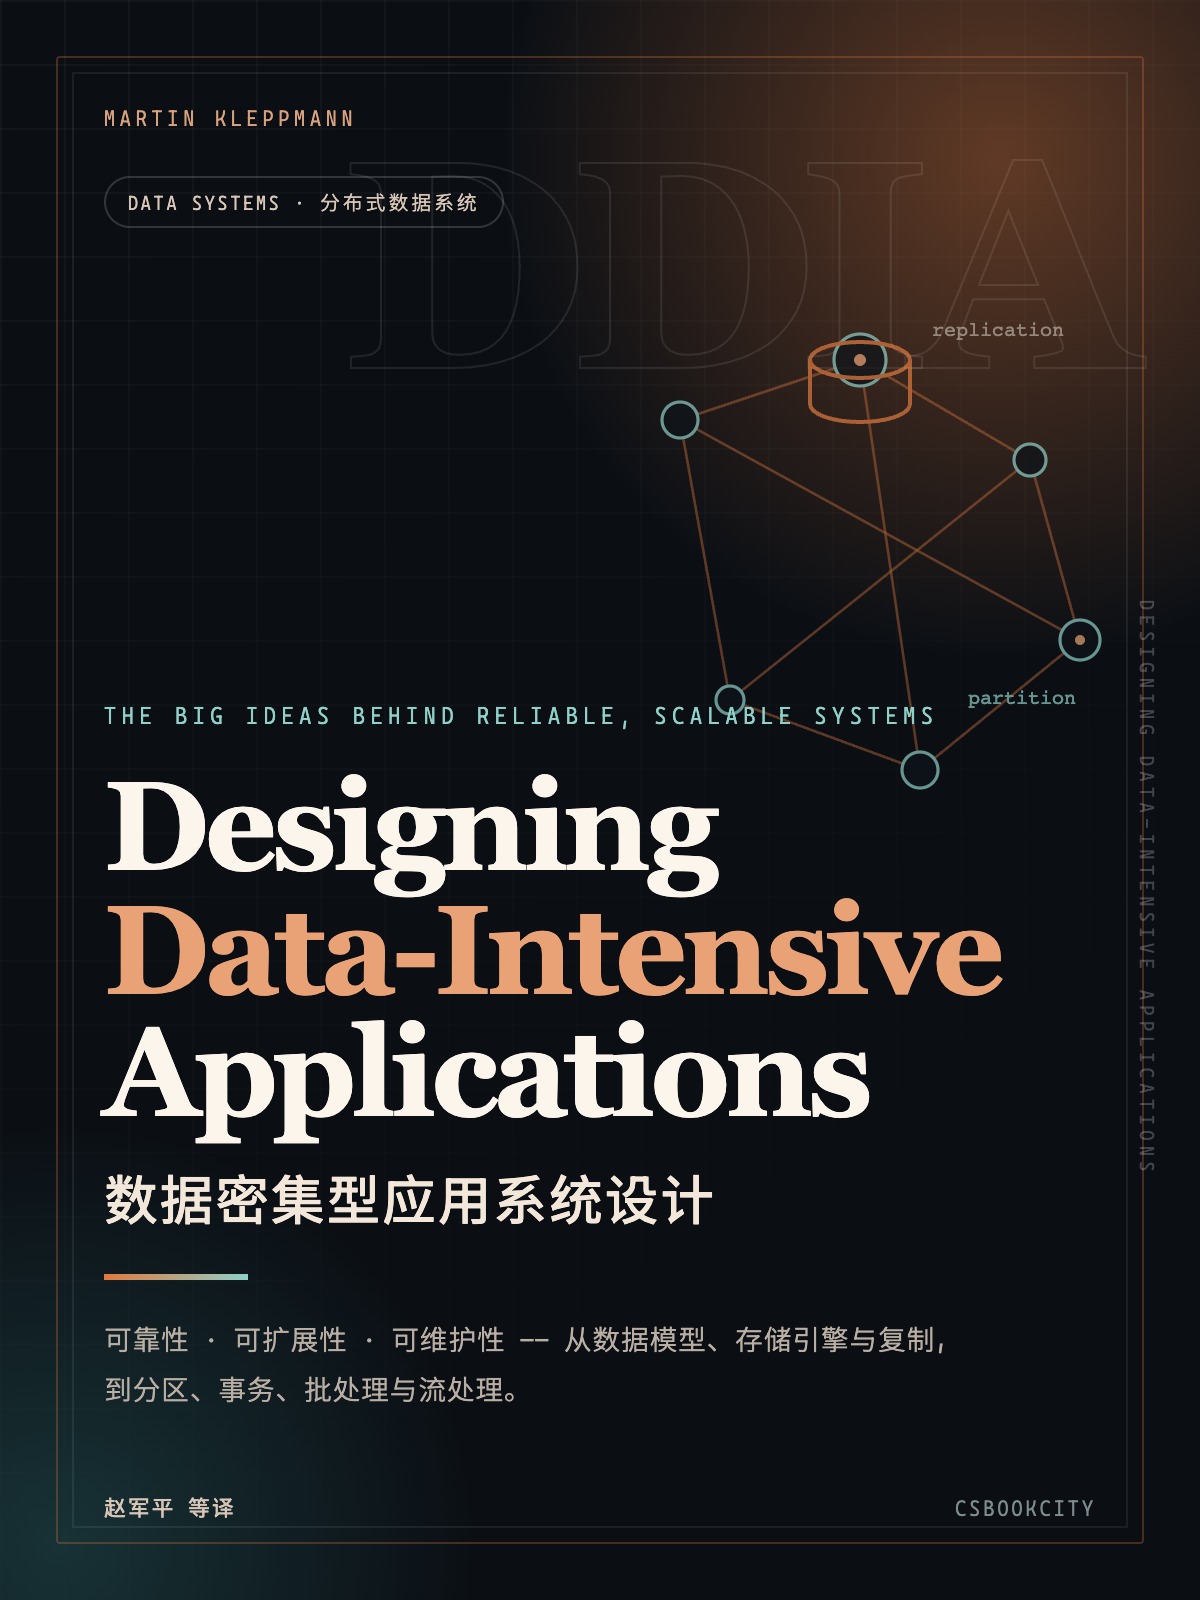 MARTIN KLEPPMANN
DATA SYSTEMS · 分布式数据系统
DDIA
replication
partition
DESIGNING DATA-INTENSIVE APPLICATIONS
THE BIG IDEAS BEHIND RELIABLE, SCALABLE SYSTEMS
Designing
Data-Intensive
Applications
数据密集型应用系统设计
可靠性 · 可扩展性 · 可维护性 —— 从数据模型、存储引擎与复制,
到分区、事务、批处理与流处理。
赵军平 等译
CSBOOKCITY